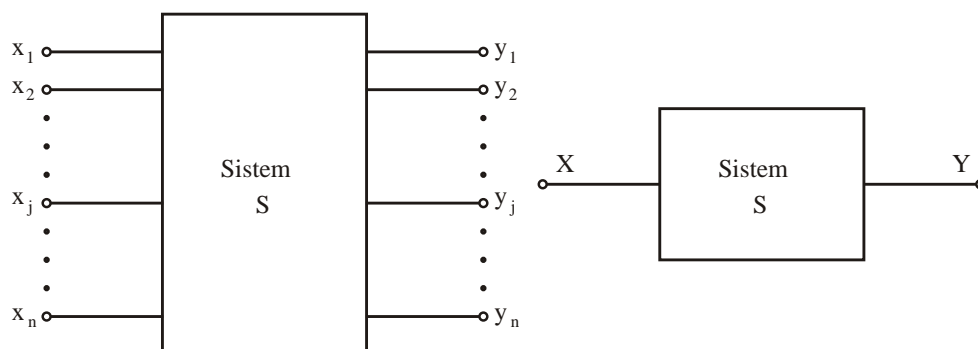 x₁ y₁
x₂ y₂
Sistem
S
xⱼ yⱼ
xₙ yₙ
X Sistem Y
S